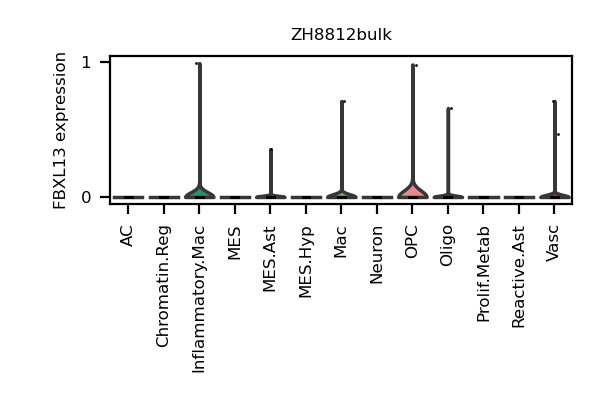 ZH8812bulk
FBXL13 expression
1
0
AC
Chromatin.Reg
Inflammatory.Mac
MES
MES.Ast
MES.Hyp
Mac
Neuron
OPC
Oligo
Prolif.Metab
Reactive.Ast
Vasc